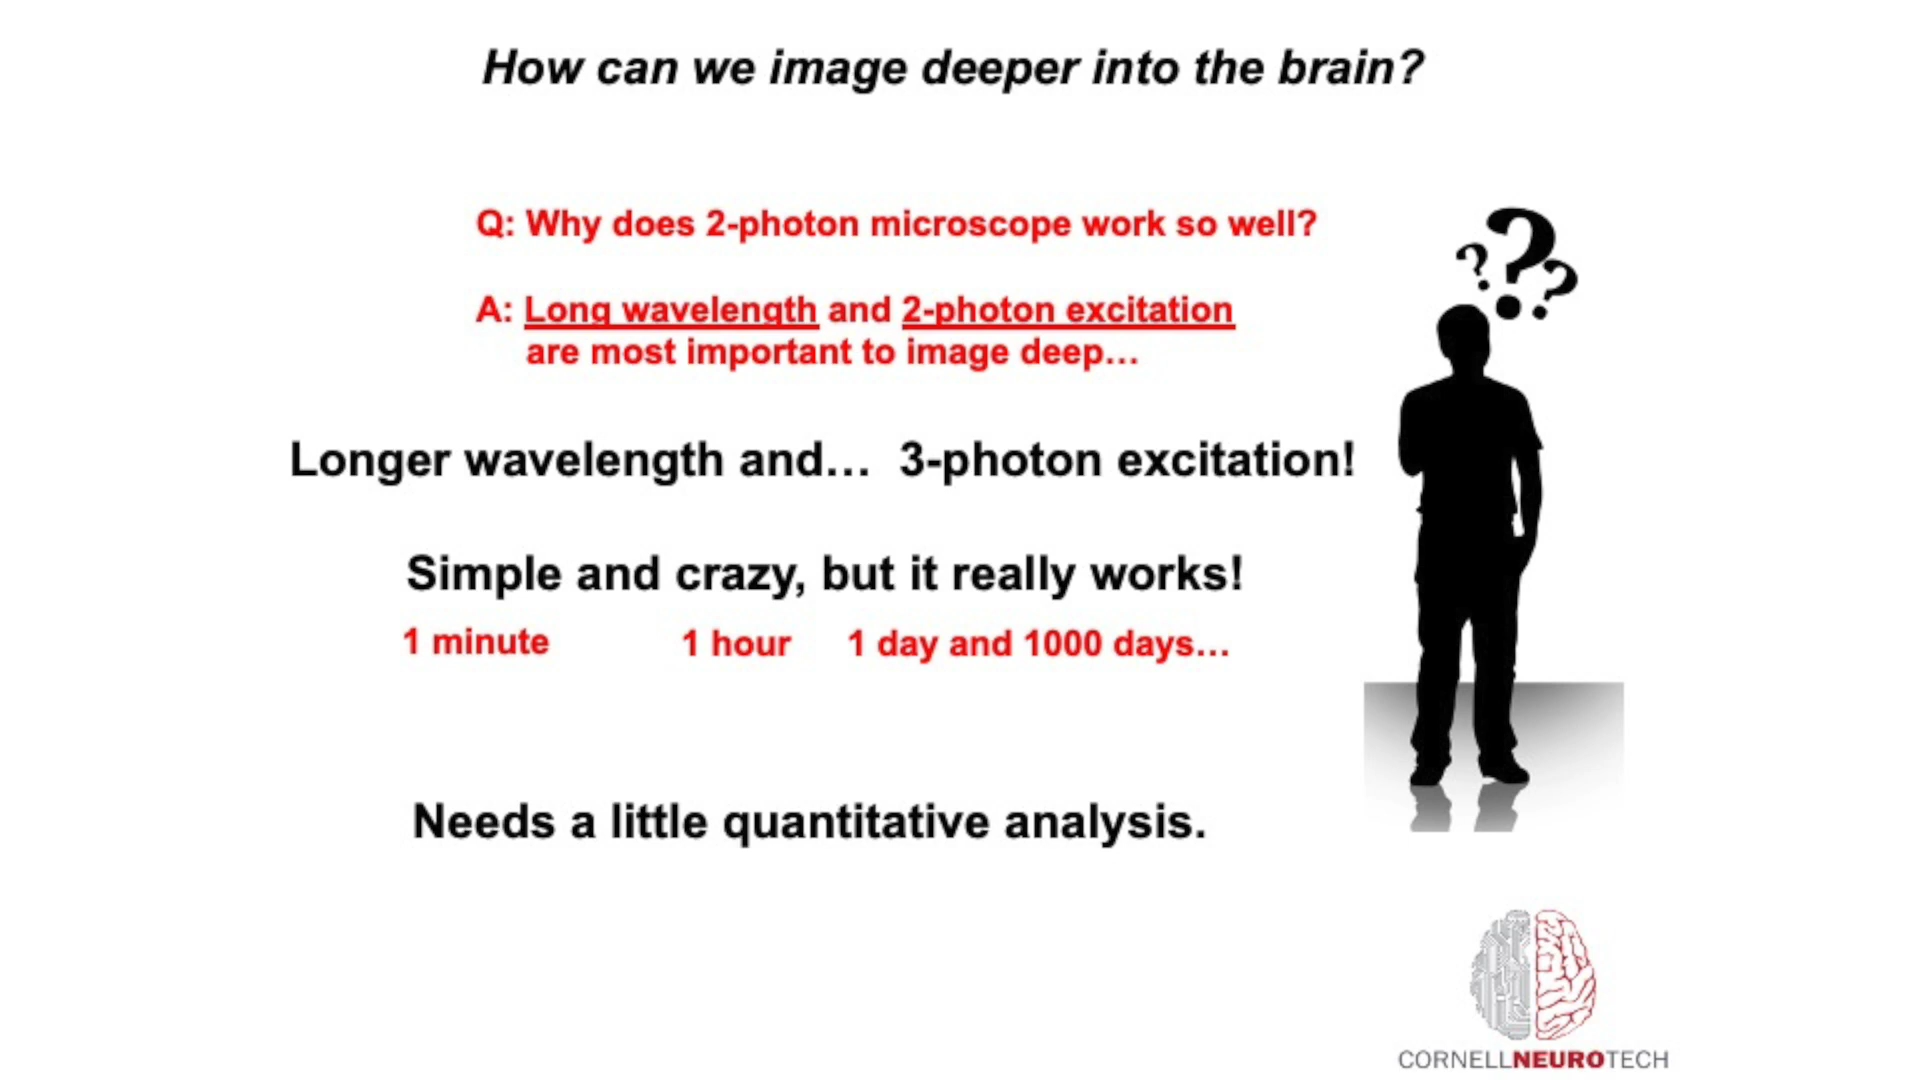 How can we image deeper into the brain?
Q: Why does 2-photon microscope work so well?
A: Long wavelength and 2-photon excitation
are most important to image deep…
Longer wavelength and… 3-photon excitation!
Simple and crazy, but it really works!
1 minute 1 hour 1 day and 1000 days…
Needs a little quantitative analysis.
? ? ?
CORNELLNEUROTECH